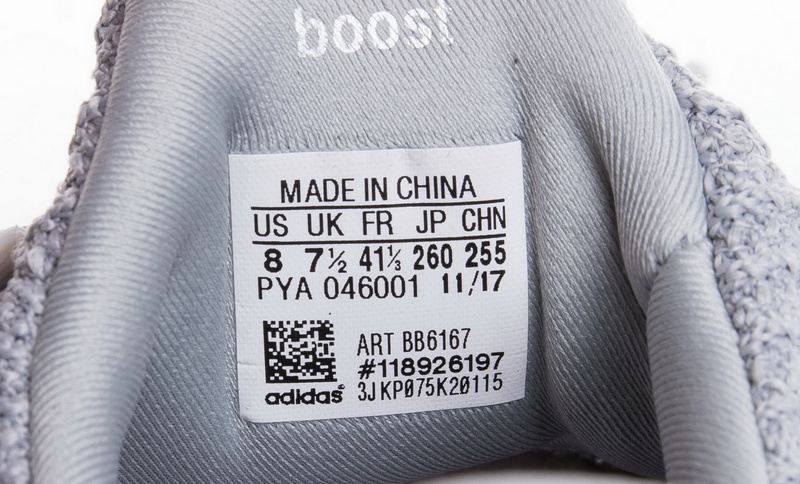 boost
MADE IN CHINA
US UK FR JP CHN
8 7½ 41⅓ 260 255
PYA 046001 11/17
ART BB6167
#118926197
adidas®
3JKP075K20115